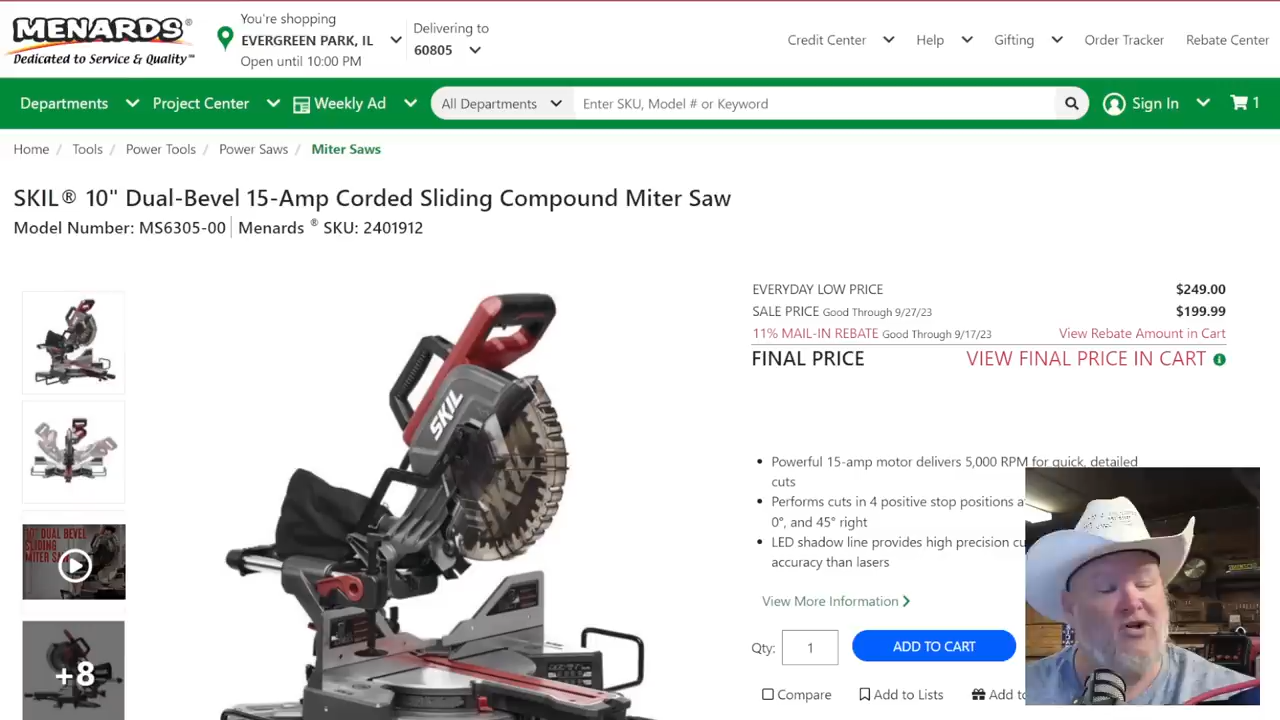 MENARDS®
Dedicated to Service & Quality™
You're shopping
EVERGREEN PARK, IL
Open until 10:00 PM
Delivering to
60805
Credit Center
Help
Gifting
Order Tracker
Rebate Center
Departments
Project Center
Weekly Ad
All Departments
Enter SKU, Model # or Keyword
Sign In
1
Home / Tools / Power Tools / Power Saws / Miter Saws
SKIL® 10" Dual-Bevel 15-Amp Corded Sliding Compound Miter Saw
Model Number: MS6305-00 Menards ® SKU: 2401912
EVERYDAY LOW PRICE $249.00
SALE PRICE Good Through 9/27/23 $199.99
11% MAIL-IN REBATE Good Through 9/17/23 View Rebate Amount in Cart
FINAL PRICE VIEW FINAL PRICE IN CART
SKIL
10" DUAL BEVEL
SLIDING
+8
• Powerful 15-amp motor delivers 5,000 RPM for quick, detailed
cuts
• Performs cuts in 4 positive stop positions
0°, and 45° right
• LED shadow line provides high precision
accuracy than lasers
View More Information
Qty: 1 ADD TO CART
Compare
Add to Lists
Add